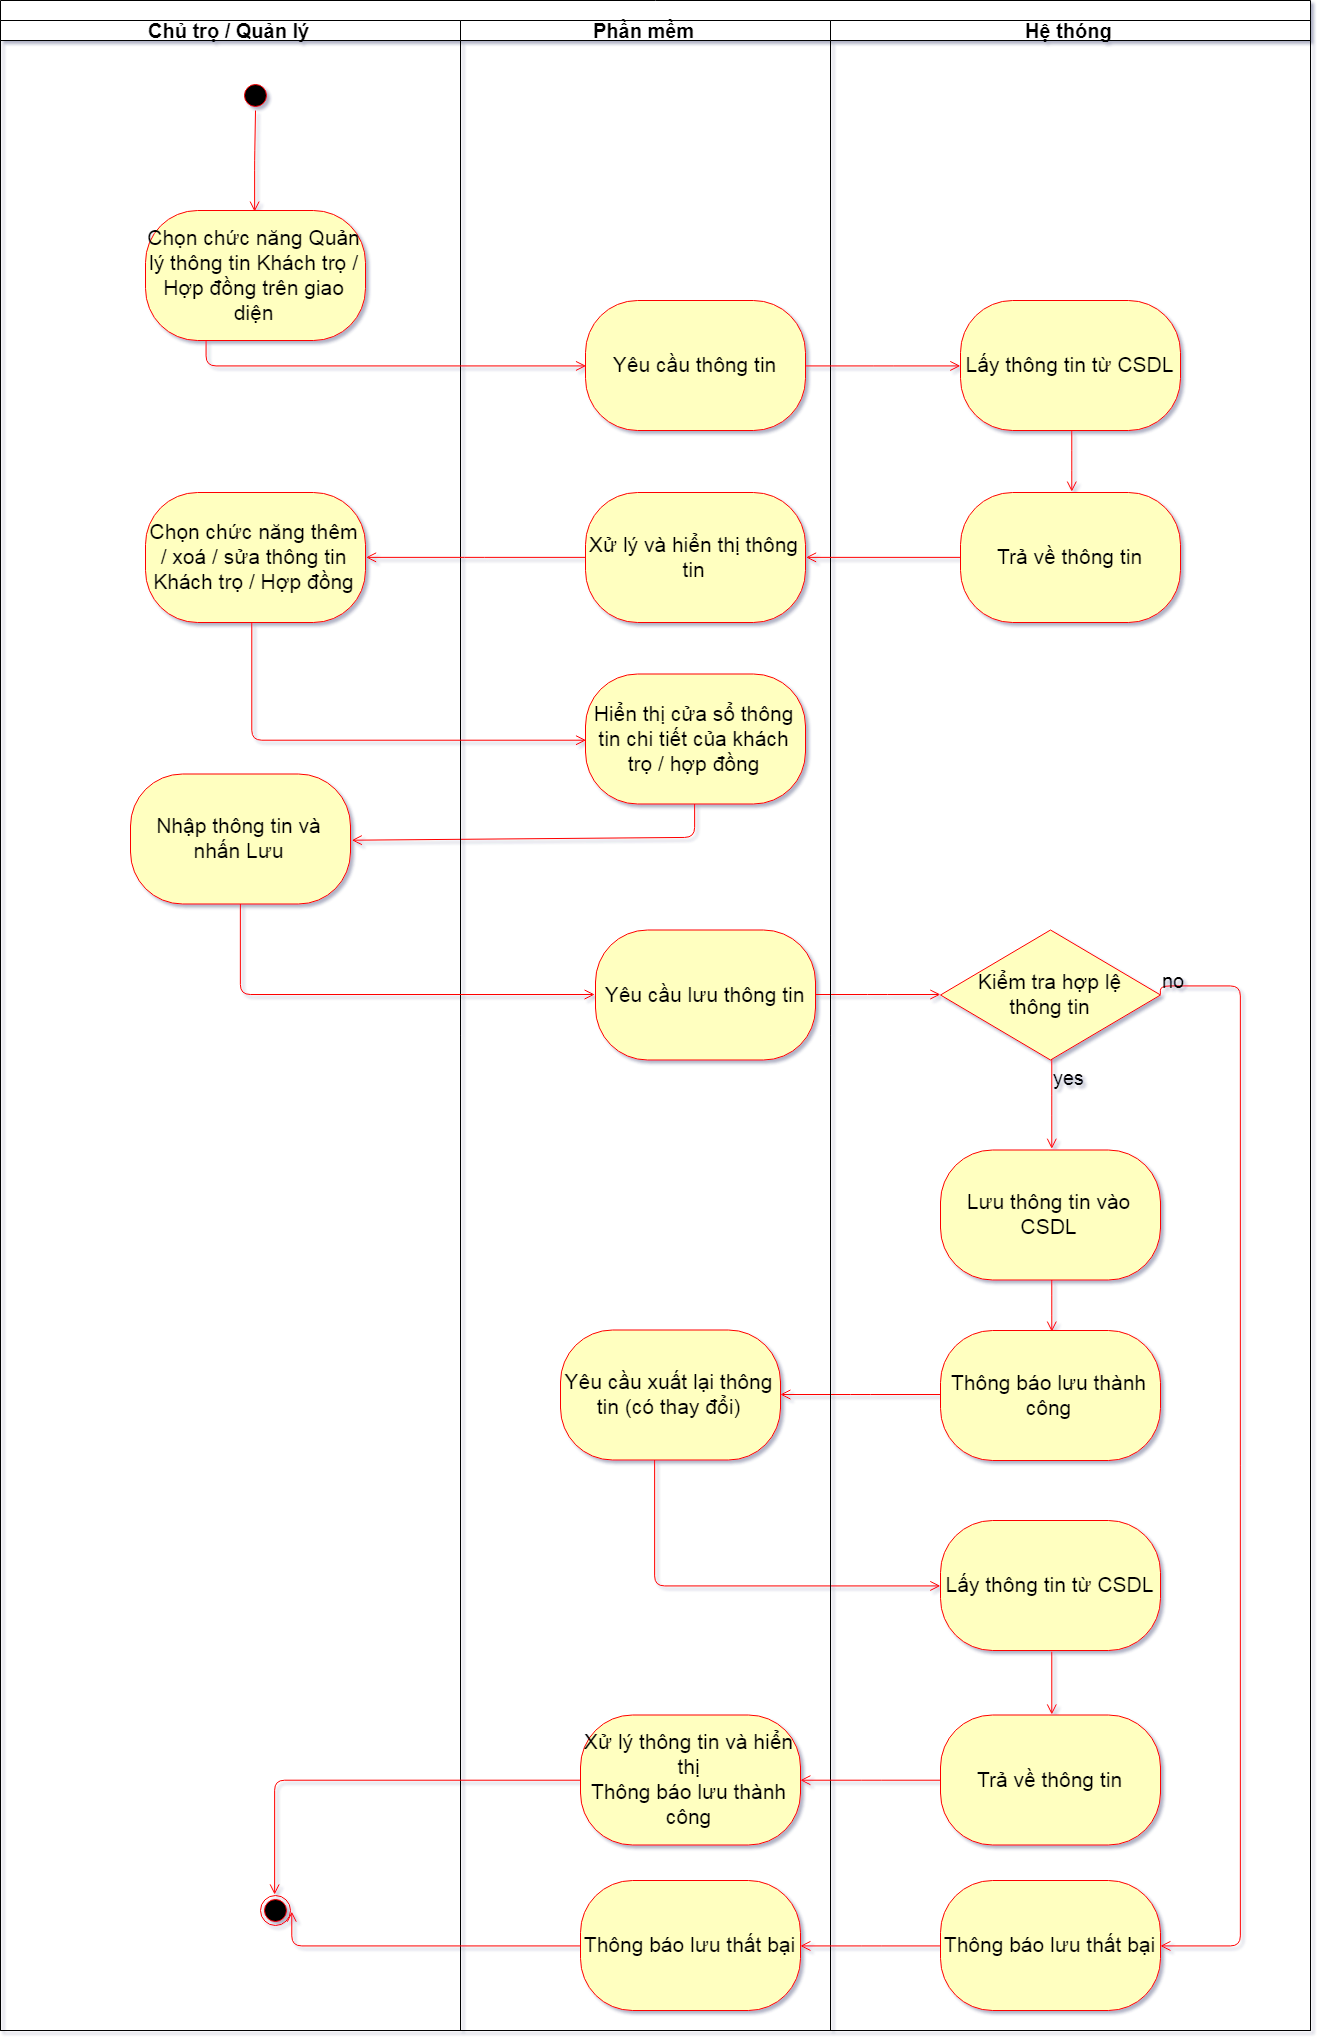 Chủ trọ / Quản lý
Phần mềm
Hệ thóng
Chọn chức năng Quản
lý thông tin Khách trọ /
Hợp đồng trên giao
diện
Yêu cầu thông tin
Lấy thông tin từ CSDL
Chọn chức năng thêm
/ xoá / sửa thông tin
Khách trọ / Hợp đồng
Xử lý và hiển thị thông
tin
Trả về thông tin
Hiển thị cửa sổ thông
tin chi tiết của khách
trọ / hợp đồng
Nhập thông tin và
nhấn Lưu
Yêu cầu lưu thông tin
Kiểm tra hợp lệ
thông tin
no
yes
Lưu thông tin vào
CSDL
Yêu cầu xuất lại thông
tin (có thay đổi)
Thông báo lưu thành
công
Lấy thông tin từ CSDL
Xử lý thông tin và hiển
thị
Thông báo lưu thành
công
Trả về thông tin
Thông báo lưu thất bại
Thông báo lưu thất bại